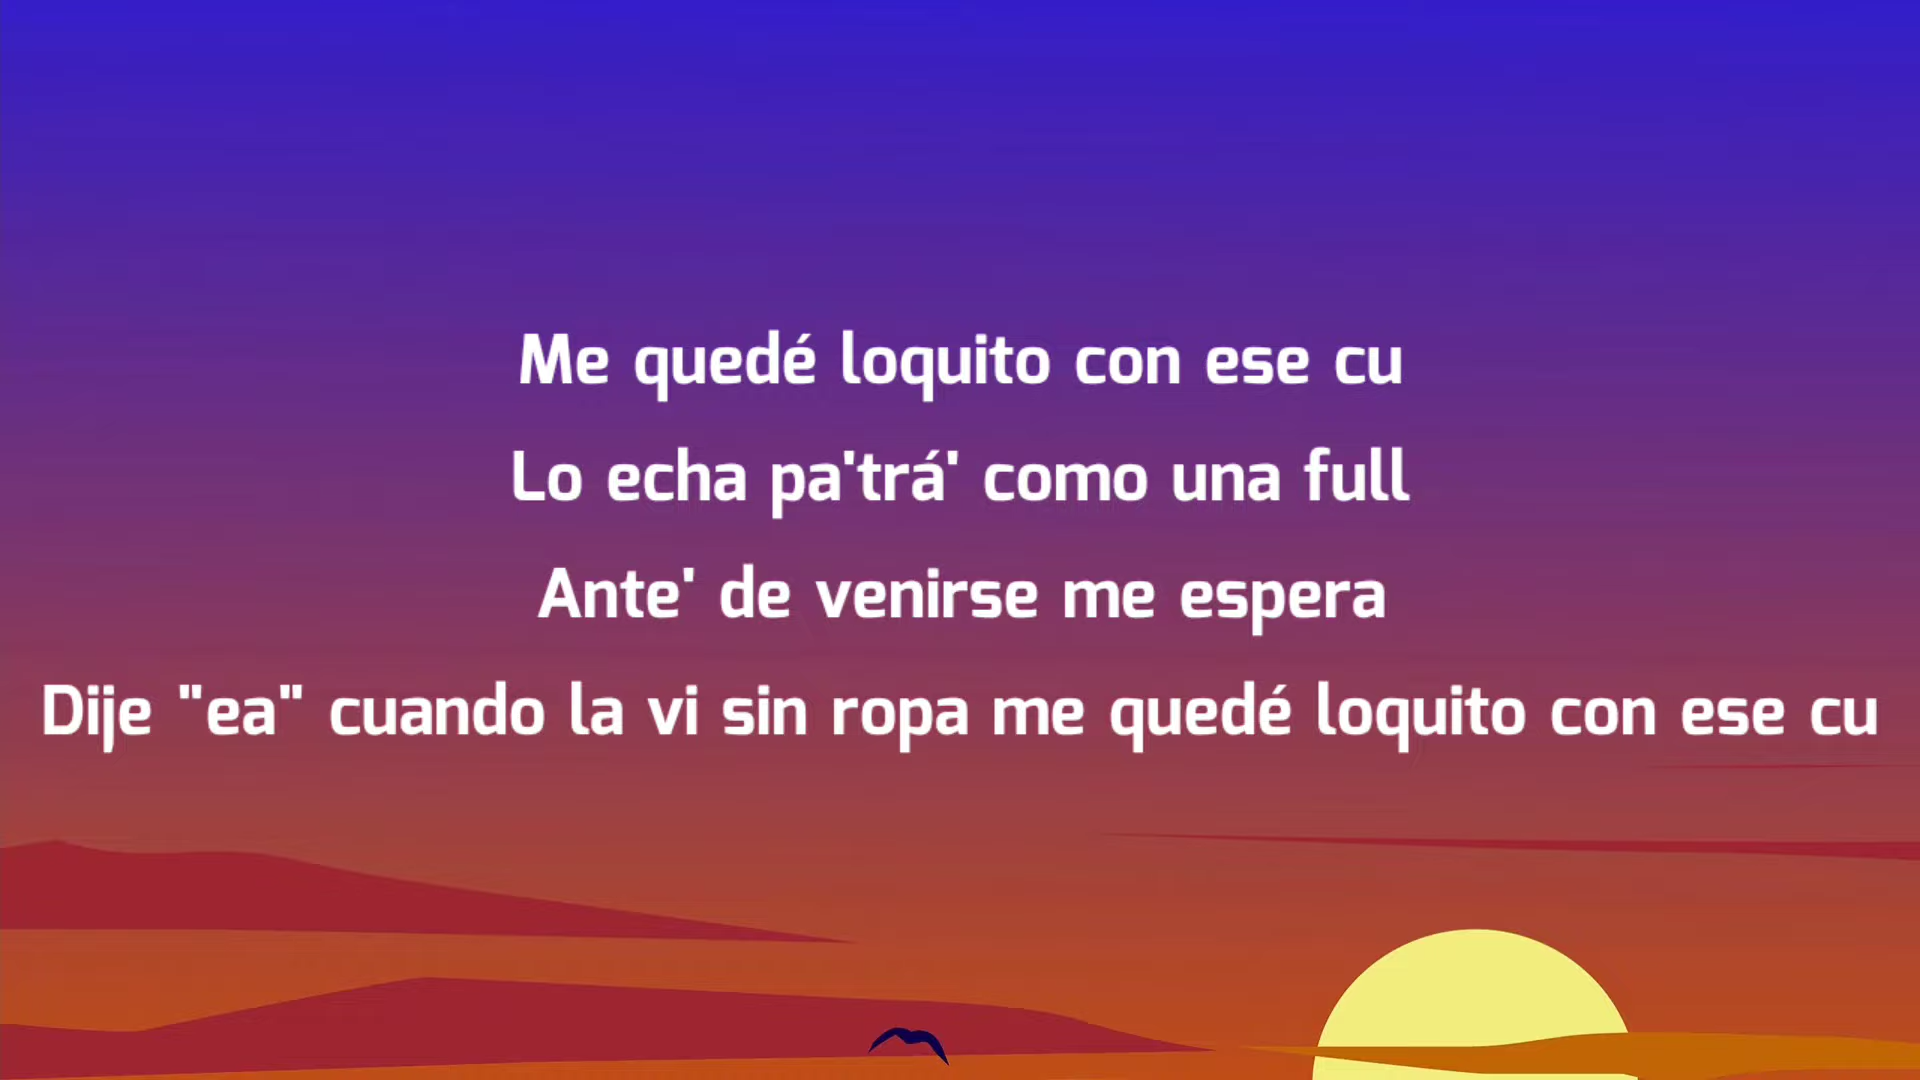 Me quedé loquito con ese cu
Lo echa pa'trá' como una full
Ante' de venirse me espera
Dije "ea" cuando la vi sin ropa me quedé loquito con ese cu